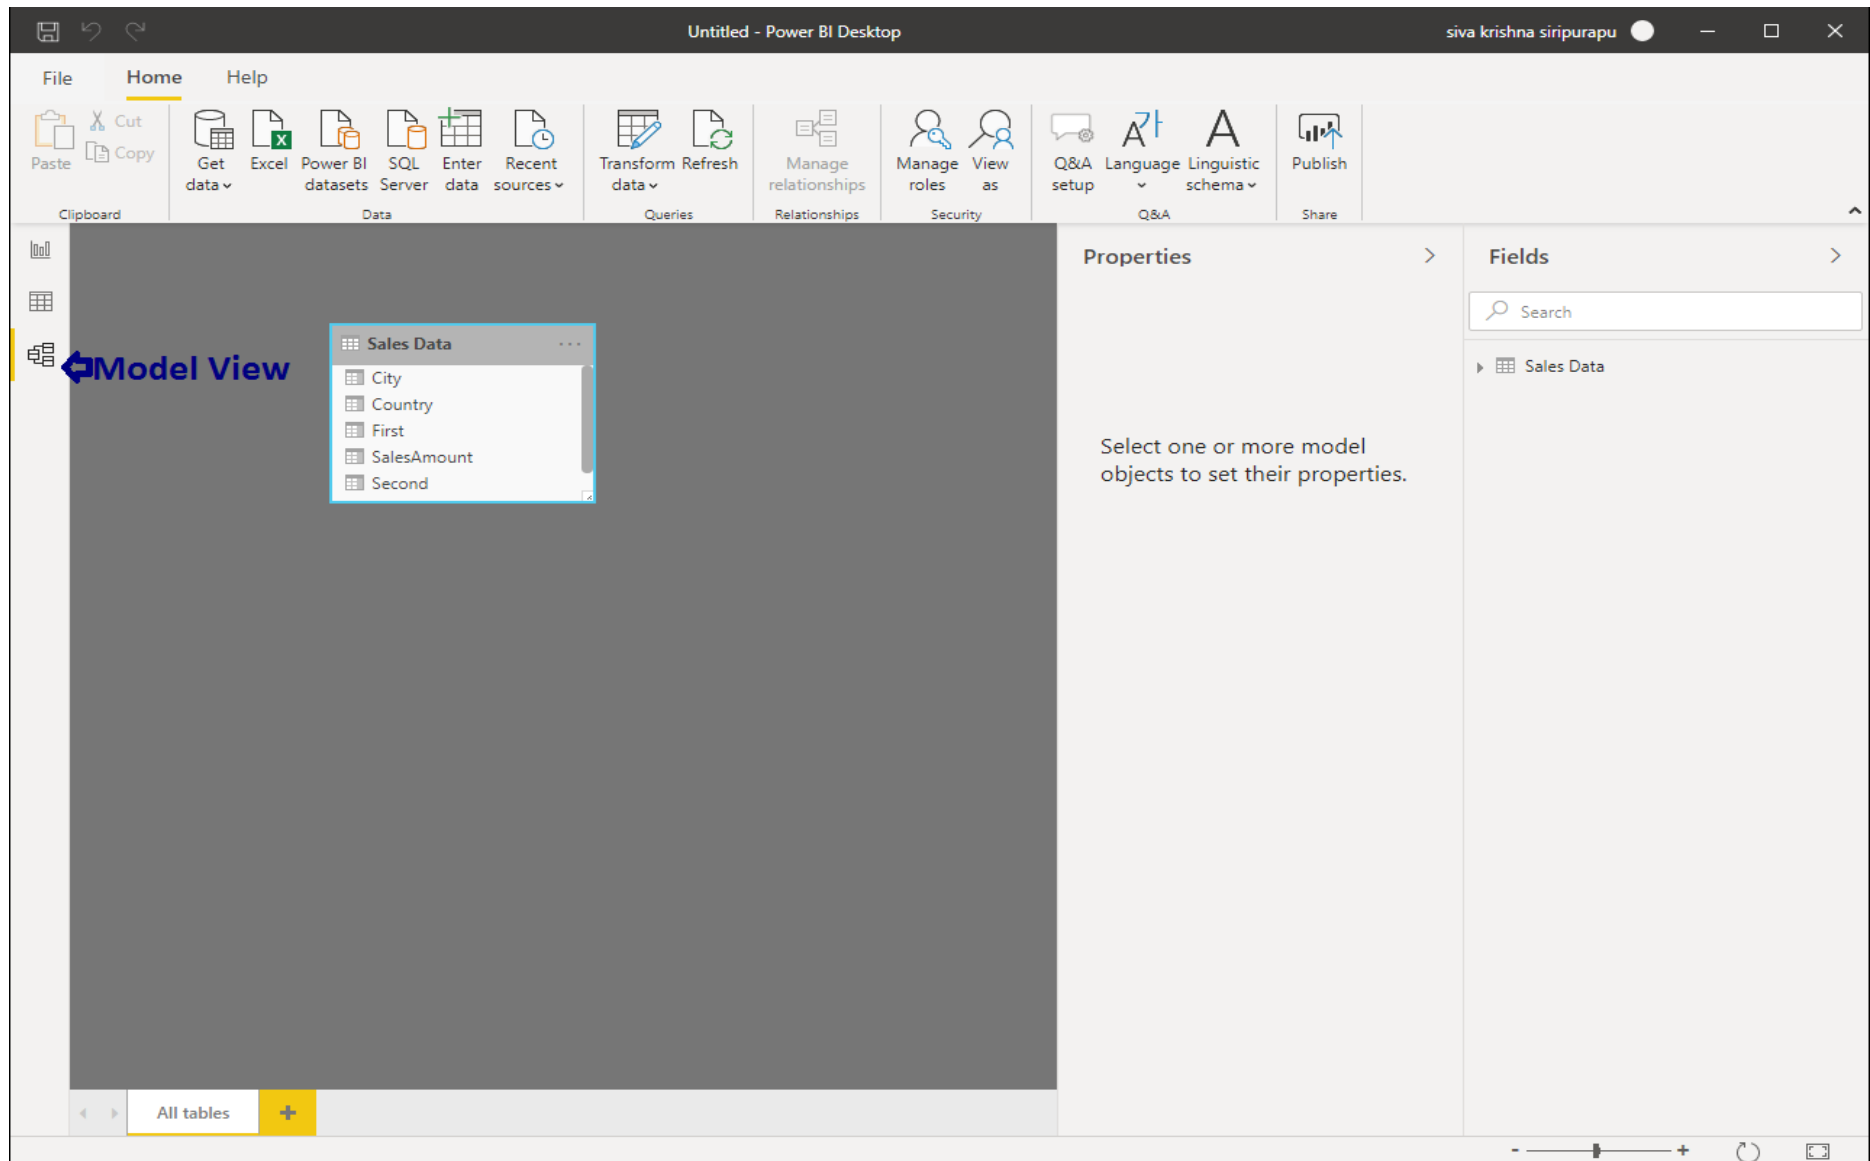 Untitled - Power BI Desktop
siva krishna siripurapu
File Home Help
Paste
Cut
Copy
Clipboard
Get data
Excel
Power BI datasets
SQL Server
Enter data
Recent sources
Data
Transform data
Refresh
Queries
Manage relationships
Relationships
Manage roles
View as
Security
Q&A setup
Language
Linguistic schema
Q&A
Publish
Share
Model View
Sales Data
City
Country
First
SalesAmount
Second
Properties
Select one or more model
objects to set their properties.
Fields
Search
Sales Data
All tables